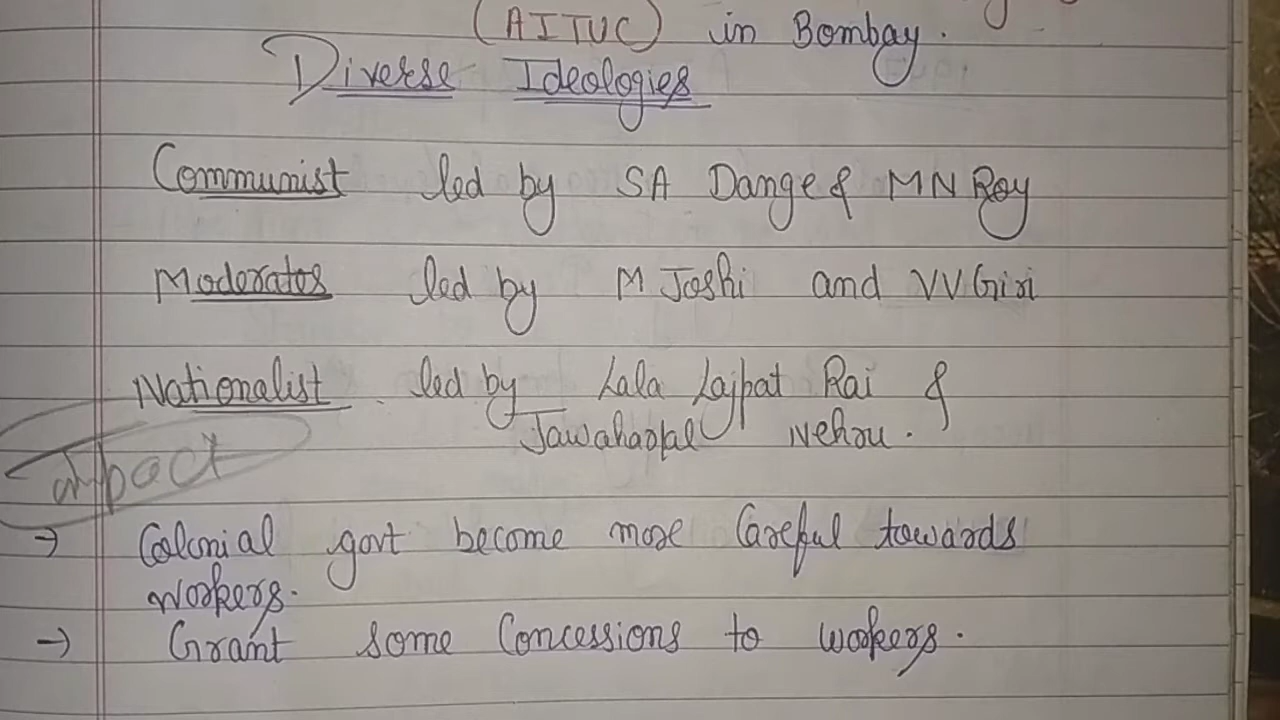 (AITUC) in Bombay.
Diverse Ideologies
Communist led by SA Dange & MN Roy
Moderates led by M Joshi and VV Giri
Nationalist led by Lala Lajpat Rai &
Jawaharlal Nehru.
Impact
→ Colonial govt become more Careful towards
workers.
→ Grant some Concessions to workers.